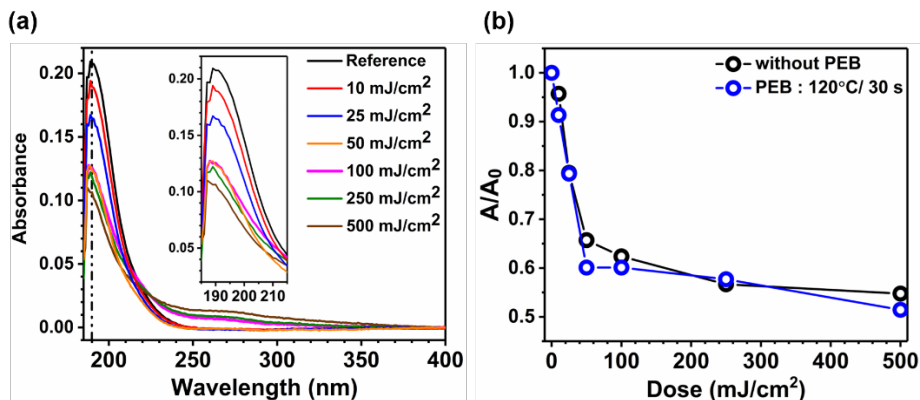 (a)
Absorbance
0.20
0.15
0.10
0.05
0.00
0.20
0.15
0.10
0.05
190 200 210
Reference
10 mJ/cm²
25 mJ/cm²
50 mJ/cm²
100 mJ/cm²
250 mJ/cm²
500 mJ/cm²
200 250 300 350 400
Wavelength (nm)
(b)
A/A₀
1.0
0.9
0.8
0.7
0.6
0.5
without PEB
PEB : 120°C/ 30 s
0 100 200 300 400 500
Dose (mJ/cm²)